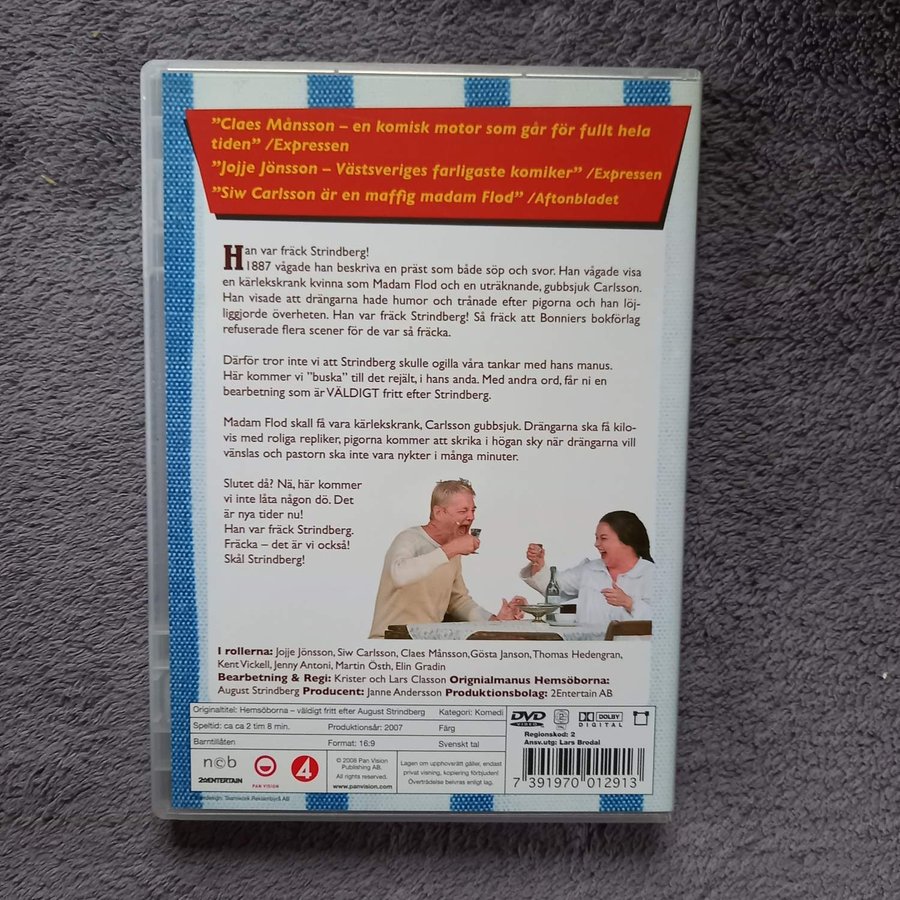 ”Claes Månsson – en komisk motor som går för fullt hela
tiden” /Expressen
”Jojje Jönsson – Västsveriges farligaste komiker” /Expressen
”Siw Carlsson är en maffig madam Flod” /Aftonbladet
Han var fräck Strindberg!
1887 vågade han beskriva en präst som både söp och svor. Han vågade visa
en kärlekskrank kvinna som Madam Flod och en uträknande, gubbsjuk Carlsson.
Han visade att drängarna hade humor och trånade efter pigorna och han löj-
liggjorde överheten. Han var fräck Strindberg! Så fräck att Bonniers bokförlag
refuserade flera scener för de var så fräcka.
Därför tror inte vi att Strindberg skulle ogilla våra tankar med hans manus.
Här kommer vi ”buska” till det rejält, i hans anda. Med andra ord, får ni en
bearbetning som är VÄLDIGT fritt efter Strindberg.
Madam Flod skall få vara kärlekskrank, Carlsson gubbsjuk. Drängarna ska få kilo-
vis med roliga repliker, pigorna kommer att skrika i högan sky när drängarna vill
vänslas och pastorn ska inte vara nykter i många minuter.
Slutet då? Nä, här kommer
vi inte låta någon dö. Det
är nya tider nu!
Han var fräck Strindberg.
Fräcka – det är vi också!
Skål Strindberg!
I rollerna: Jojje Jönsson, Siw Carlsson, Claes Månsson, Gösta Janson, Thomas Hedengran,
Kent Vickell, Jenny Antoni, Martin Östh, Elin Gradin
Bearbetning & Regi: Krister och Lars Classon Orignialmanus Hemsöborna:
August Strindberg Producent: Janne Andersson Produktionsbolag: 2Entertain AB
Originaltitel: Hemsöborna – väldigt fritt efter August Strindberg Kategori: Komedi
Speltid: ca ca 2 tim 8 min. Produktionsår: 2007 Färg
Barntillåten Format: 16:9 Svenskt tal
DVD VIDEO 2 DOLBY DIGITAL
Regionskod: 2
Ansv.utg: Lars Brodal
ncb 2ENTERTAIN PAN VISION 4
© 2008 Pan Vision
Publishing AB.
All rights reserved.
www.panvision.com
Lagen om upphovsrätt gäller, endast
privat visning, kopiering förbjuden!
Överträdelse beivras enligt lag.
7 391970 012913
design: Teamwork Reklambyrå AB